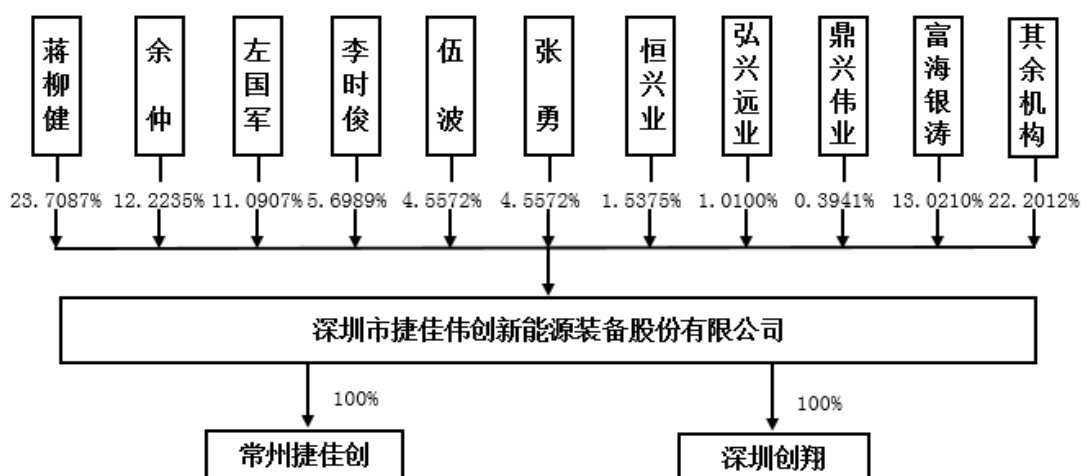 蒋柳健
余仲
左国军
李时俊
伍波
张勇
恒兴业
弘兴远业
鼎兴伟业
富海银涛
其余机构
23.7087% 12.2235% 11.0907% 5.6989% 4.5572% 4.5572% 1.5375% 1.0100% 0.3941% 13.0210% 22.2012%
深圳市捷佳伟创新能源装备股份有限公司
100% 100%
常州捷佳创 深圳创翔